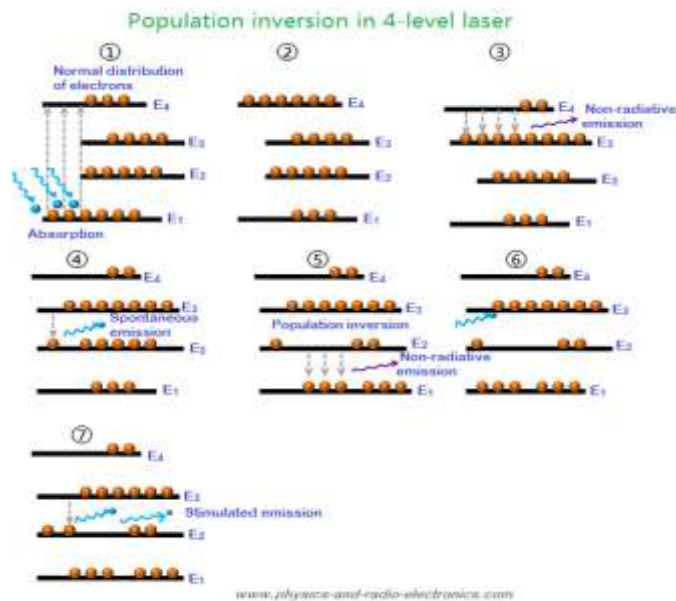 Population inversion in 4-level laser
①
Normal distribution
of electrons
E4
E3
E2
E1
Absorption
②
E4
E3
E2
E1
③
E4
Non-radiative
emission
E3
E2
E1
④
E4
E3
Spontaneous
emission
E2
E1
⑤
E4
E3
Population inversion
E2
Non-radiative
emission
E1
⑥
E4
E3
E2
E1
⑦
E4
E3
Stimulated emission
E2
E1
www.physics-and-radio-electronics.com